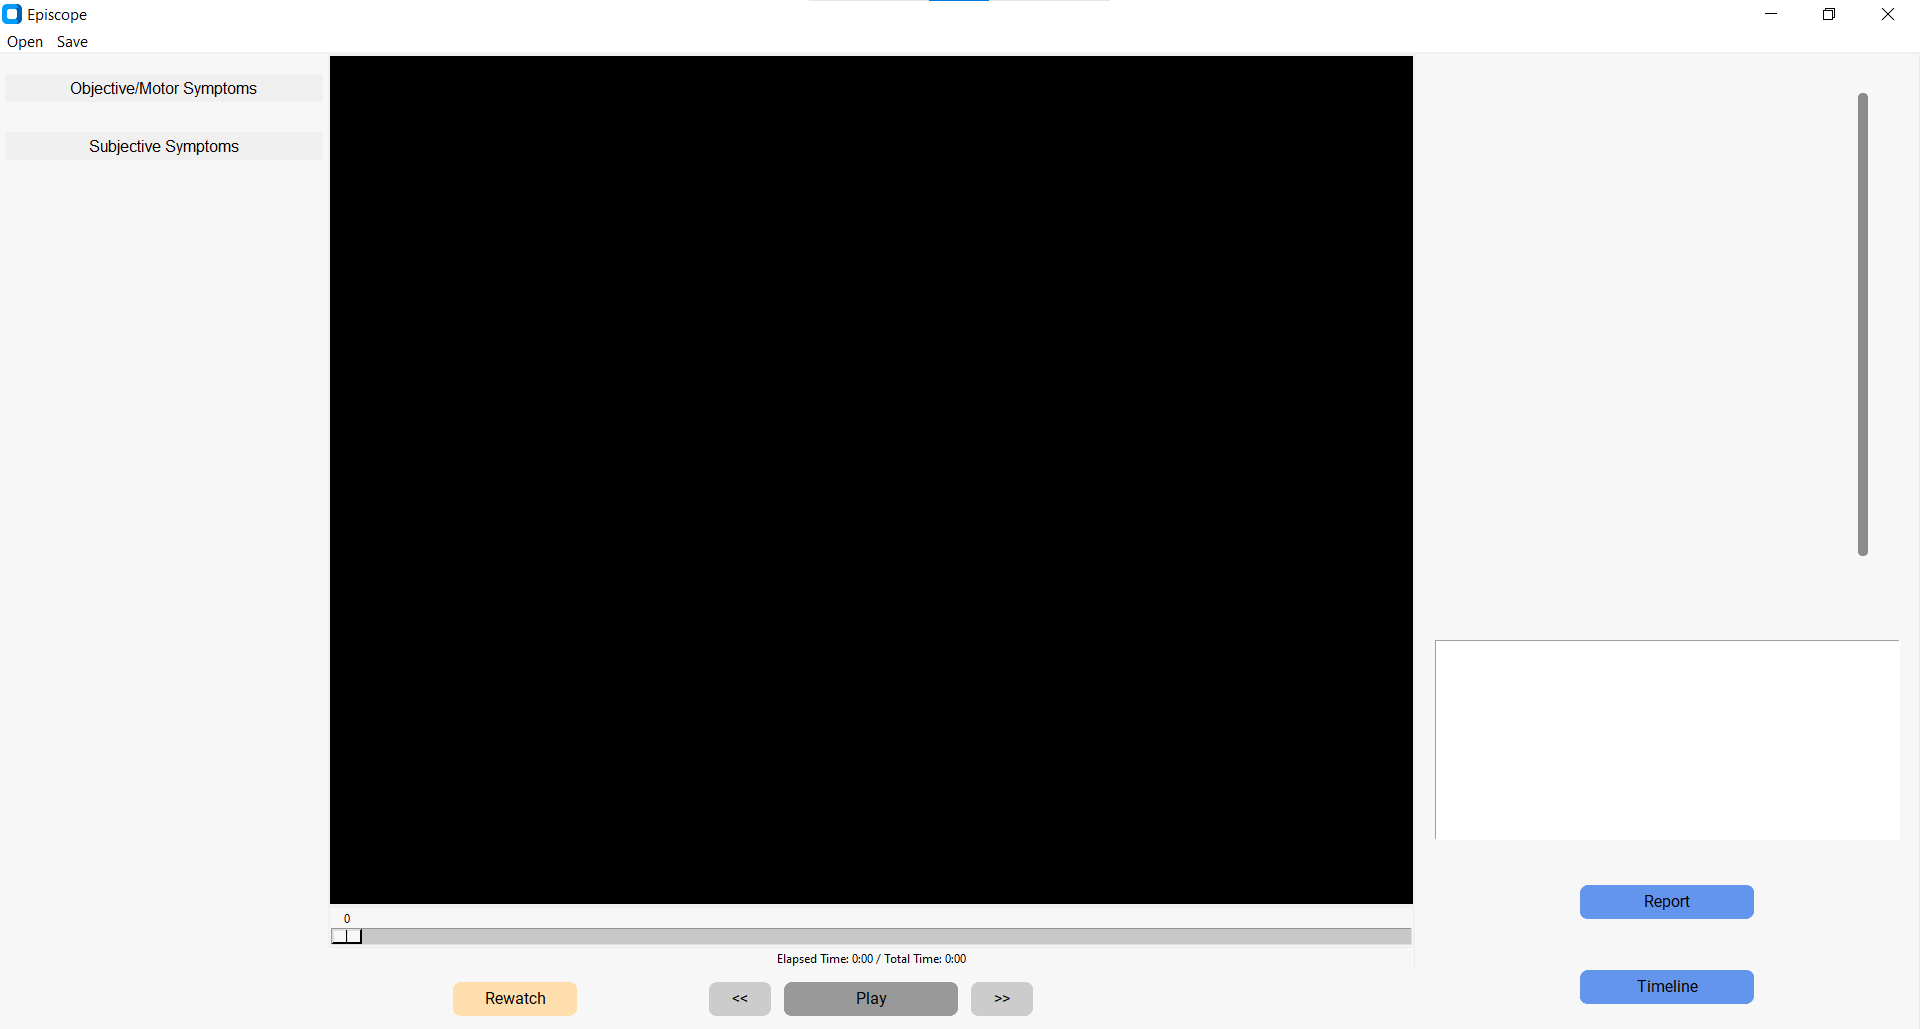 Episcope
Open Save
Objective/Motor Symptoms
Subjective Symptoms
0
Elapsed Time: 0:00 / Total Time: 0:00
Rewatch << Play >>
Report
Timeline